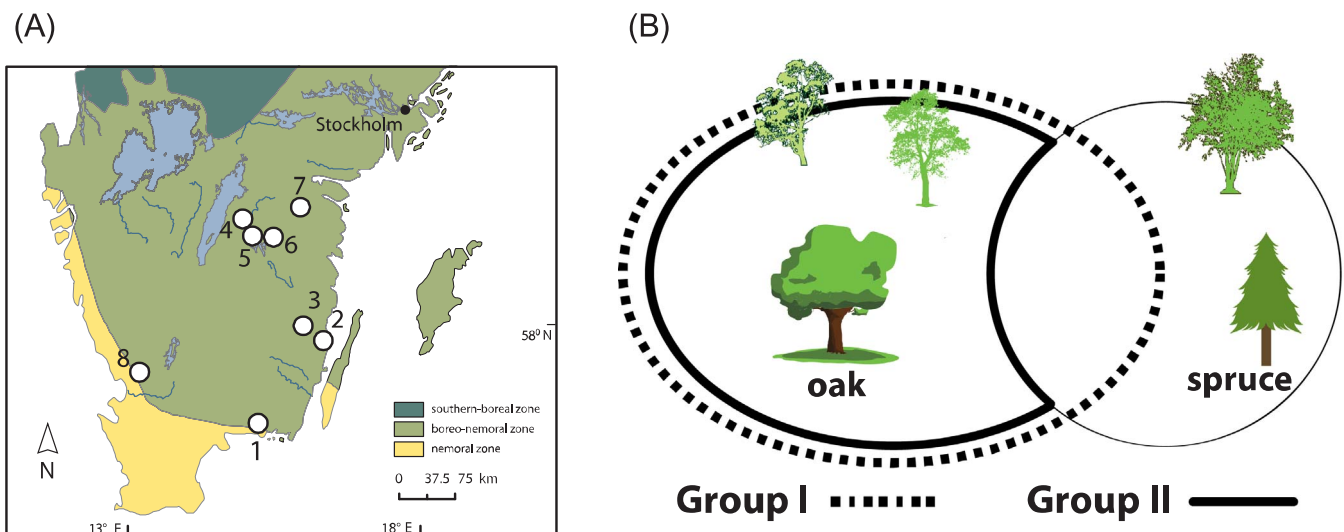 (A)
(B)
Stockholm
7
4
5
6
3
2
58⁰ N
8
1
southern-boreal zone
boreo-nemoral zone
nemoral zone
N
0 37.5 75 km
13° E
18° E
oak
spruce
Group I
Group II